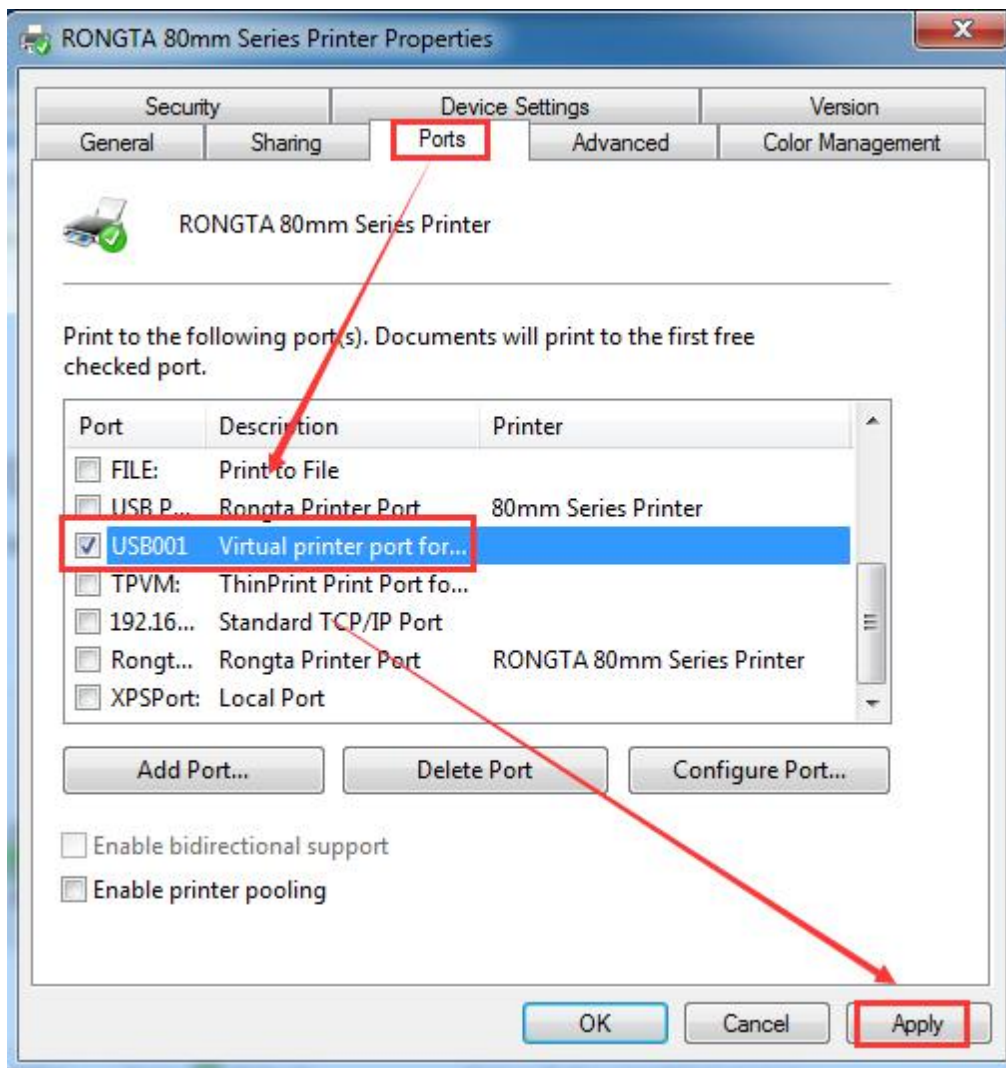 RONGTA 80mm Series Printer Properties
Security Device Settings Version
General Sharing Ports Advanced Color Management
RONGTA 80mm Series Printer
Print to the following port(s). Documents will print to the first free
checked port.
Port Description Printer
FILE: Print to File
USB P... Rongta Printer Port 80mm Series Printer
USB001 Virtual printer port for...
TPVM: ThinPrint Print Port fo...
192.16... Standard TCP/IP Port
Rongt... Rongta Printer Port RONGTA 80mm Series Printer
XPSPort: Local Port
Add Port... Delete Port Configure Port...
Enable bidirectional support
Enable printer pooling
OK Cancel Apply